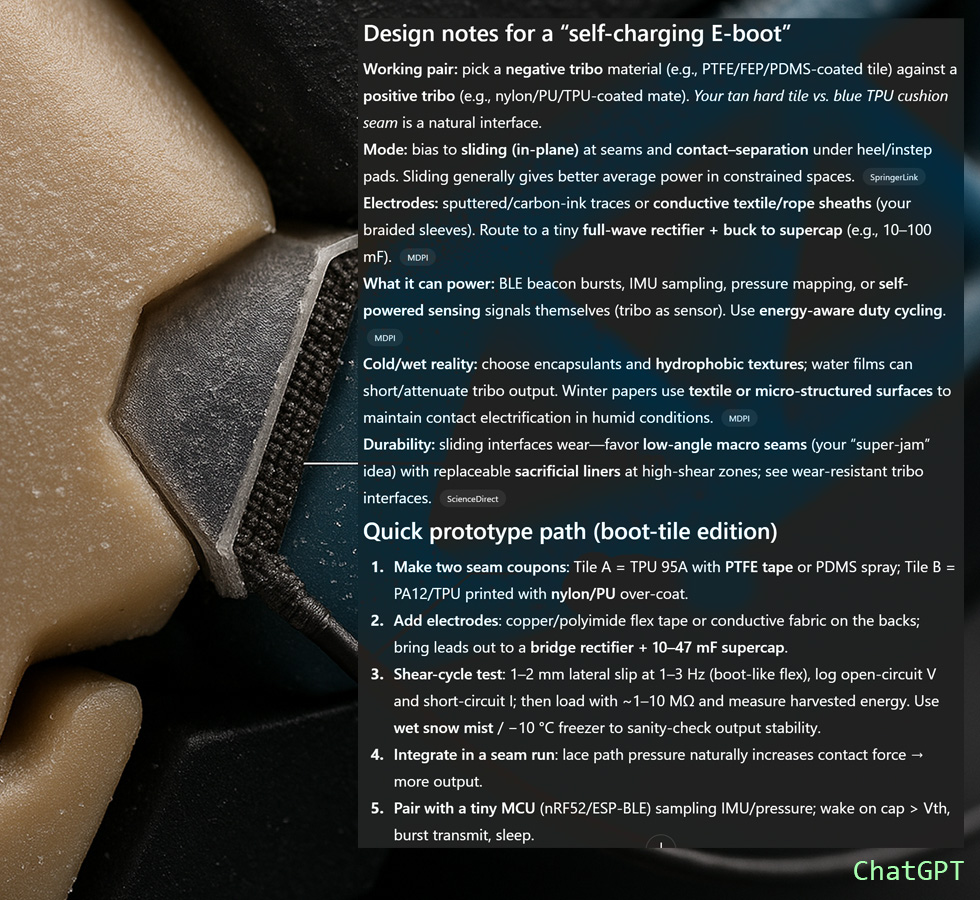 Design notes for a “self-charging E-boot”
Working pair: pick a negative tribo material (e.g., PTFE/FEP/PDMS-coated tile) against a
positive tribo (e.g., nylon/PU/TPU-coated mate). Your tan hard tile vs. blue TPU cushion
seam is a natural interface.
Mode: bias to sliding (in-plane) at seams and contact–separation under heel/instep
pads. Sliding generally gives better average power in constrained spaces. SpringerLink
Electrodes: sputtered/carbon-ink traces or conductive textile/rope sheaths (your
braided sleeves). Route to a tiny full-wave rectifier + buck to supercap (e.g., 10–100
mF). MDPI
What it can power: BLE beacon bursts, IMU sampling, pressure mapping, or self-
powered sensing signals themselves (tribo as sensor). Use energy-aware duty cycling.
MDPI
Cold/wet reality: choose encapsulants and hydrophobic textures; water films can
short/attenuate tribo output. Winter papers use textile or micro-structured surfaces to
maintain contact electrification in humid conditions. MDPI
Durability: sliding interfaces wear—favor low-angle macro seams (your “super-jam”
idea) with replaceable sacrificial liners at high-shear zones; see wear-resistant tribo
interfaces. ScienceDirect
Quick prototype path (boot-tile edition)
1. Make two seam coupons: Tile A = TPU 95A with PTFE tape or PDMS spray; Tile B =
PA12/TPU printed with nylon/PU over-coat.
2. Add electrodes: copper/polyimide flex tape or conductive fabric on the backs;
bring leads out to a bridge rectifier + 10–47 mF supercap.
3. Shear-cycle test: 1–2 mm lateral slip at 1–3 Hz (boot-like flex), log open-circuit V
and short-circuit I; then load with ~1–10 MΩ and measure harvested energy. Use
wet snow mist / −10 °C freezer to sanity-check output stability.
4. Integrate in a seam run: lace path pressure naturally increases contact force →
more output.
5. Pair with a tiny MCU (nRF52/ESP-BLE) sampling IMU/pressure; wake on cap > Vth,
burst transmit, sleep.
ChatGPT